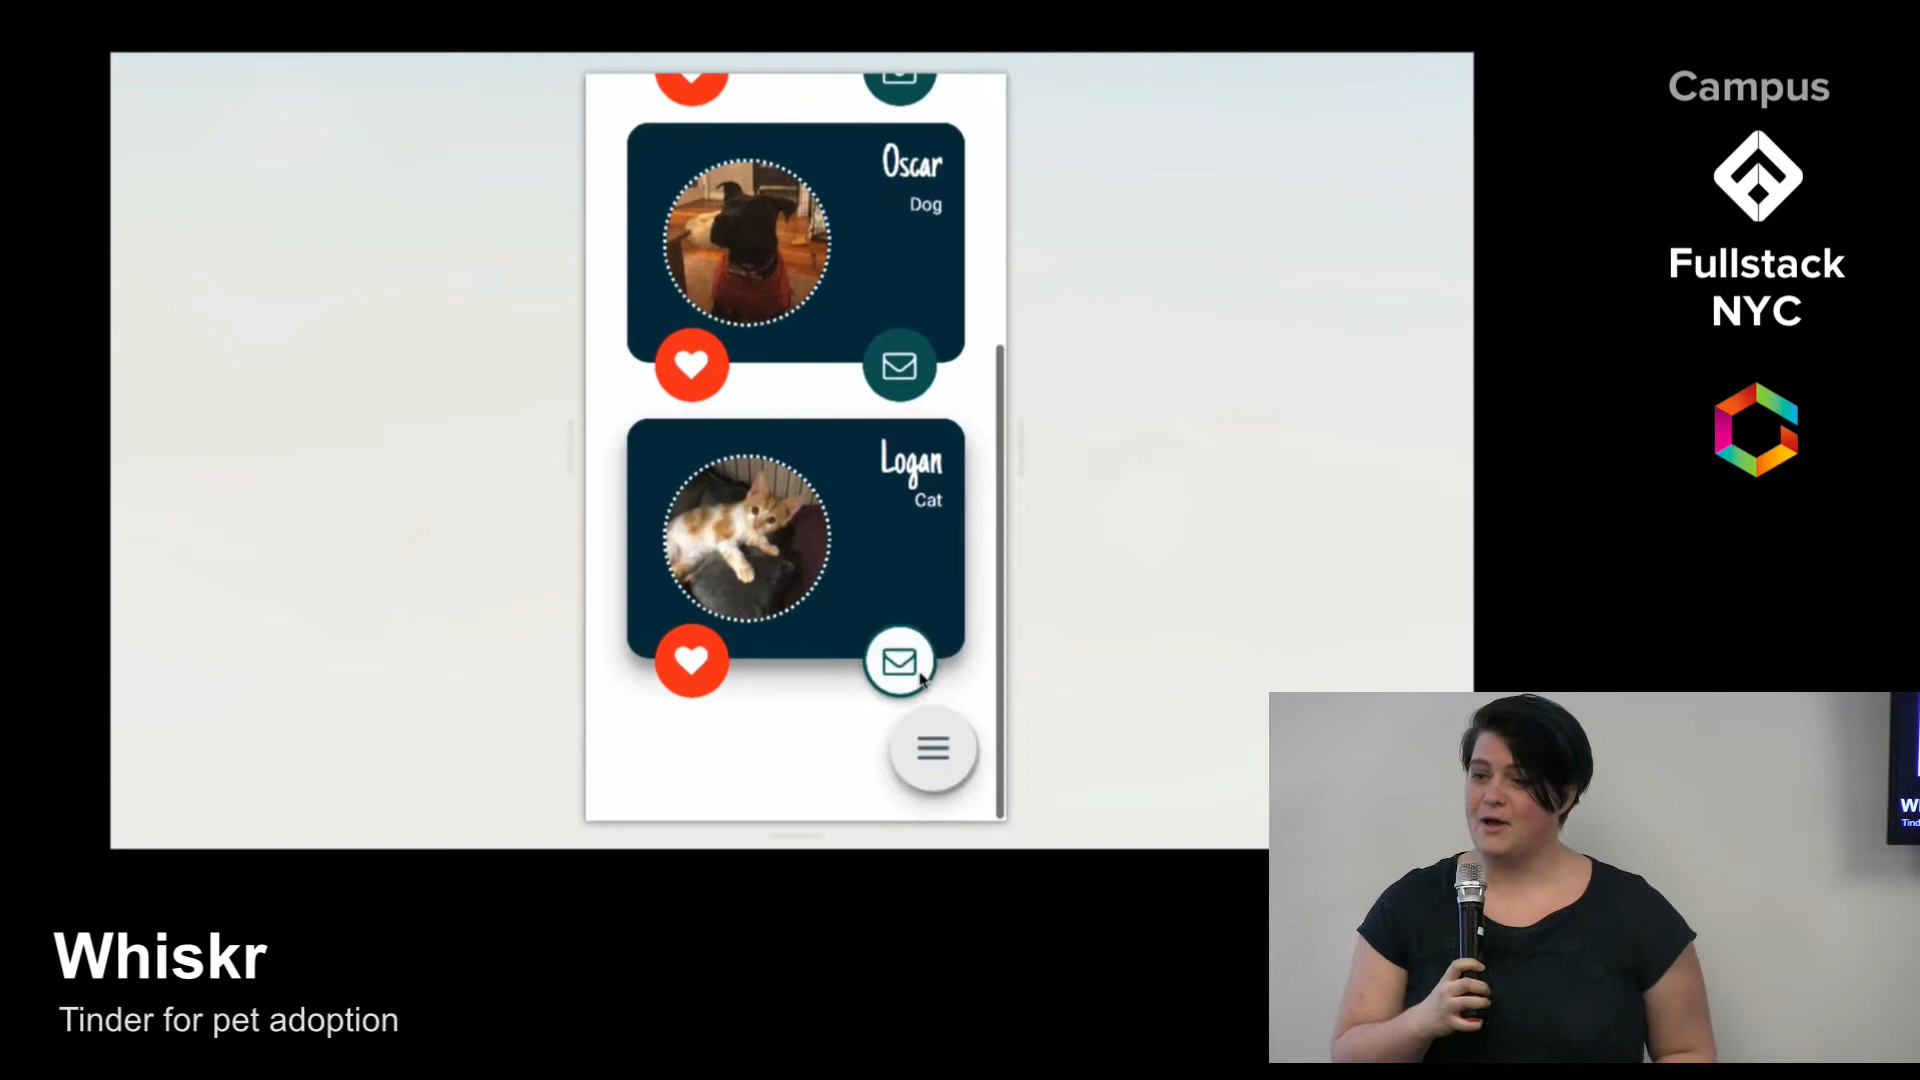 Campus
Fullstack
NYC
Oscar
Dog
Logan
Cat
Whiskr
Tinder for pet adoption